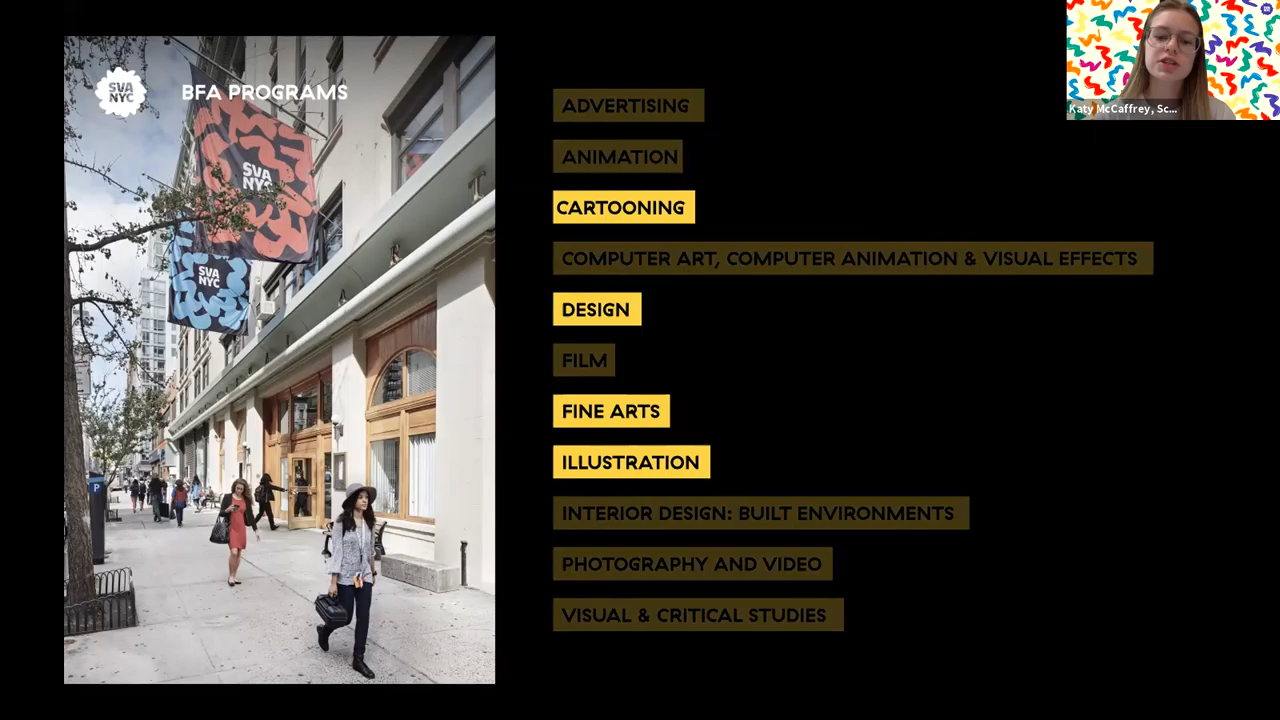 SVA
NYC
BFA PROGRAMS
SVA
NYC
SVA
NYC
P
ADVERTISING
ANIMATION
CARTOONING
COMPUTER ART, COMPUTER ANIMATION & VISUAL EFFECTS
DESIGN
FILM
FINE ARTS
ILLUSTRATION
INTERIOR DESIGN: BUILT ENVIRONMENTS
PHOTOGRAPHY AND VIDEO
VISUAL & CRITICAL STUDIES
Katy McCaffrey, Sc...